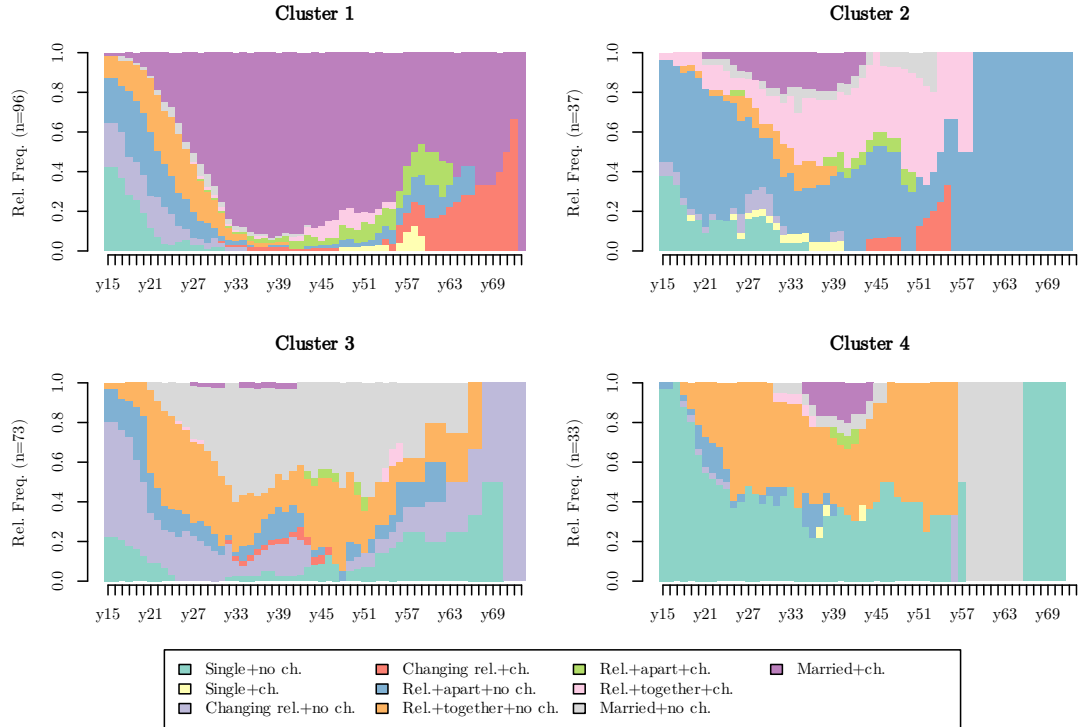 Cluster 1
Rel. Freq. (n=96)
0.0 0.2 0.4 0.6 0.8 1.0
y15 y21 y27 y33 y39 y45 y51 y57 y63 y69
Cluster 2
Rel. Freq. (n=37)
0.0 0.2 0.4 0.6 0.8 1.0
y15 y21 y27 y33 y39 y45 y51 y57 y63 y69
Cluster 3
Rel. Freq. (n=73)
0.0 0.2 0.4 0.6 0.8 1.0
y15 y21 y27 y33 y39 y45 y51 y57 y63 y69
Cluster 4
Rel. Freq. (n=33)
0.0 0.2 0.4 0.6 0.8 1.0
y15 y21 y27 y33 y39 y45 y51 y57 y63 y69
Single+no ch.
Single+ch.
Changing rel.+no ch.
Changing rel.+ch.
Rel.+apart+no ch.
Rel.+together+no ch.
Rel.+apart+ch.
Rel.+together+ch.
Married+no ch.
Married+ch.